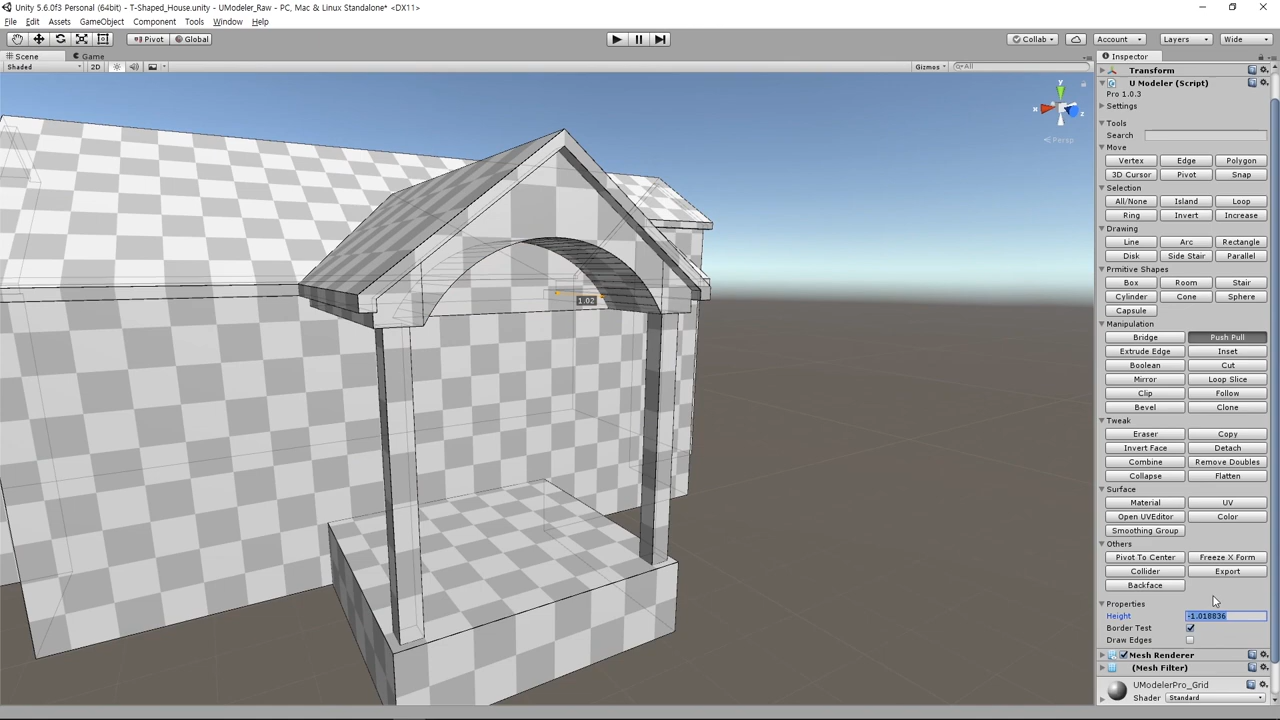 Unity 5.6.0f3 Personal (64bit) - T-Shaped_House.unity - UModeler_Raw - PC, Mac & Linux Standalone* <DX11>
File Edit Assets GameObject Component Tools Window Help
Pivot Global Collab Account Layers Wide
Scene Game Inspector
Shaded 2D Gizmos All
Transform
U Modeler (Script)
Pro 1.0.3
Settings
Tools
Search
Move
Vertex Edge Polygon
3D Cursor Pivot Snap
Selection
All/None Island Loop
Ring Invert Increase
Drawing
Line Arc Rectangle
Disk Side Stair Parallel
Prmitive Shapes
Box Room Stair
Cylinder Cone Sphere
Capsule
Manipulation
Bridge Push Pull
Extrude Edge Inset
Boolean Cut
Mirror Loop Slice
Clip Follow
Bevel Clone
Tweak
Eraser Copy
Invert Face Detach
Combine Remove Doubles
Collapse Flatten
Surface
Material UV
Open UVEditor Color
Smoothing Group
Others
Pivot To Center Freeze X Form
Collider Export
Backface
Properties
Height -1.018836
Border Test
Draw Edges
Mesh Renderer
(Mesh Filter)
UModelerPro_Grid
Shader Standard
y
x
z
Persp
1.02